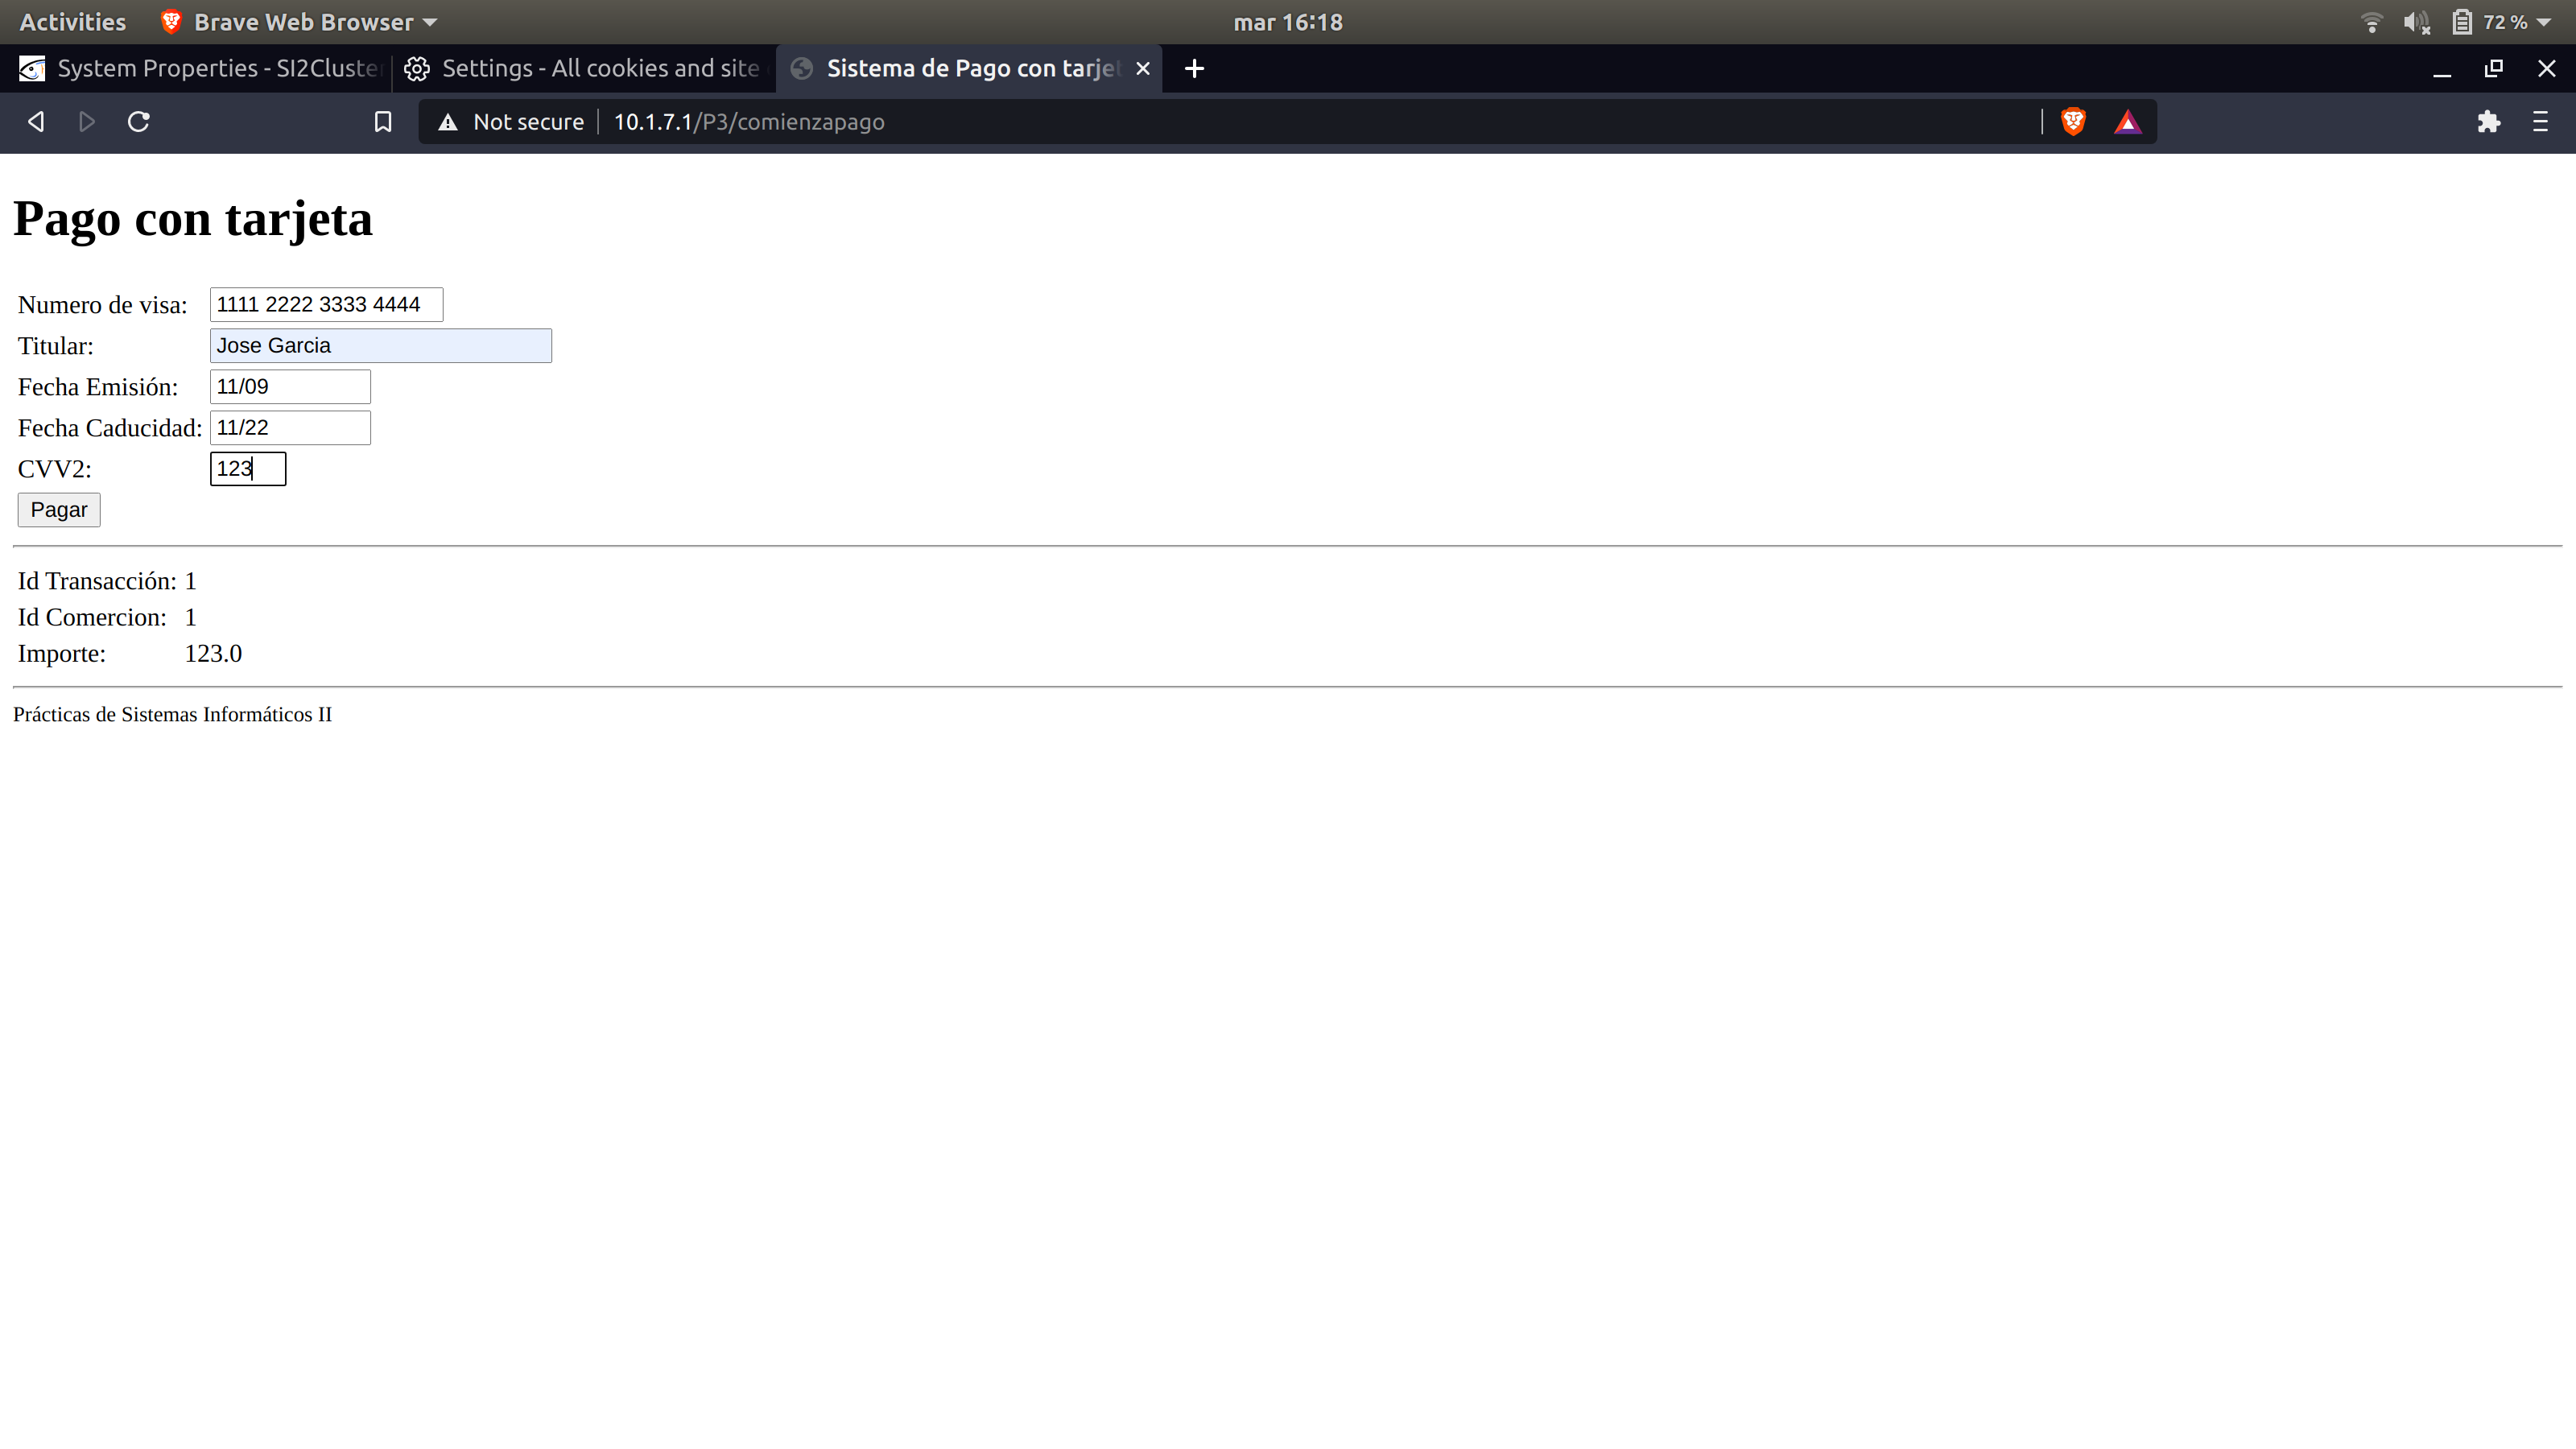 Activities Brave Web Browser mar 16:18 72 %
System Properties - SI2Cluster Settings - All cookies and site Sistema de Pago con tarjet
Not secure 10.1.7.1/P3/comienzapago
Pago con tarjeta
Numero de visa: 1111 2222 3333 4444
Titular: Jose Garcia
Fecha Emisión: 11/09
Fecha Caducidad: 11/22
CVV2: 123
Pagar
Id Transacción: 1
Id Comercion: 1
Importe: 123.0
Prácticas de Sistemas Informáticos II